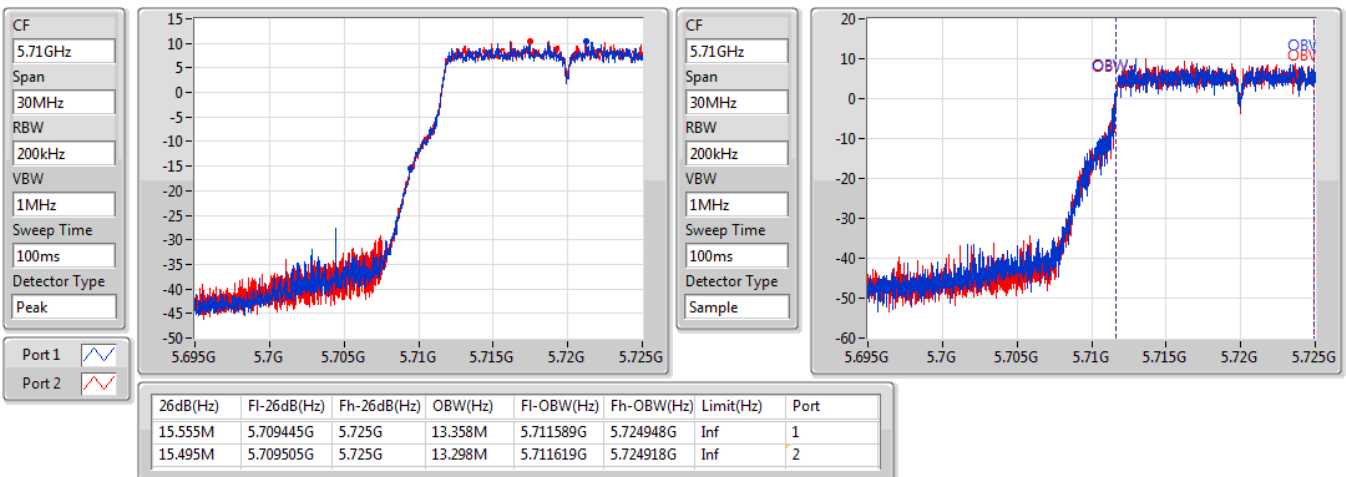 CF
5.71GHz
Span
30MHz
RBW
200kHz
VBW
1MHz
Sweep Time
100ms
Detector Type
Peak
Port 1
Port 2
15
10
5
0
-5
-10
-15
-20
-25
-30
-35
-40
-45
-50
5.695G 5.7G 5.705G 5.71G 5.715G 5.72G 5.725G
CF
5.71GHz
Span
30MHz
RBW
200kHz
VBW
1MHz
Sweep Time
100ms
Detector Type
Sample
20
10
0
-10
-20
-30
-40
-50
-60
OBW
OBW
OBW
5.695G 5.7G 5.705G 5.71G 5.715G 5.72G 5.725G
26dB(Hz) Fl-26dB(Hz) Fh-26dB(Hz) OBW(Hz) Fl-OBW(Hz) Fh-OBW(Hz) Limit(Hz) Port
15.555M 5.709445G 5.725G 13.358M 5.711589G 5.724948G Inf 1
15.495M 5.709505G 5.725G 13.298M 5.711619G 5.724918G Inf 2